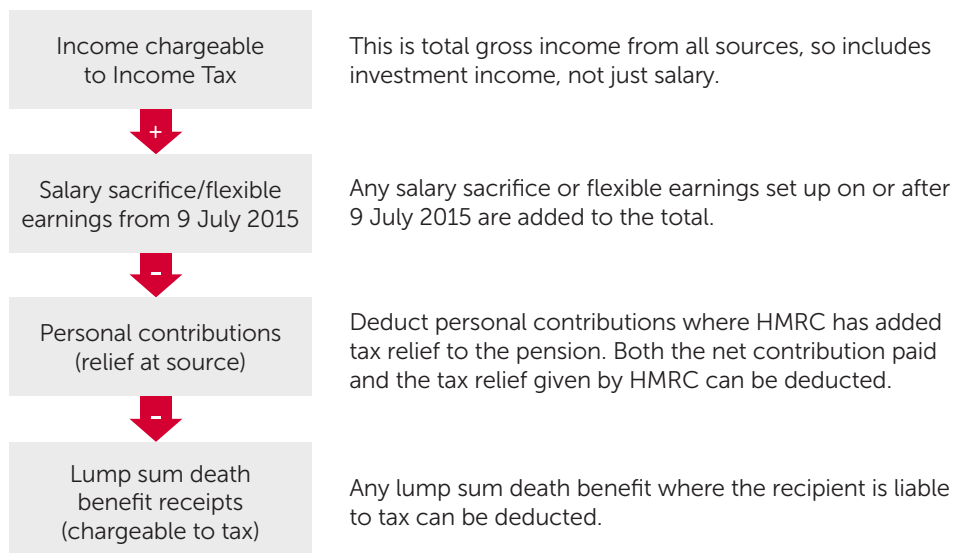 Income chargeable
to Income Tax
This is total gross income from all sources, so includes
investment income, not just salary.
+
Salary sacrifice/flexible
earnings from 9 July 2015
Any salary sacrifice or flexible earnings set up on or after
9 July 2015 are added to the total.
-
Personal contributions
(relief at source)
Deduct personal contributions where HMRC has added
tax relief to the pension. Both the net contribution paid
and the tax relief given by HMRC can be deducted.
-
Lump sum death
benefit receipts
(chargeable to tax)
Any lump sum death benefit where the recipient is liable
to tax can be deducted.